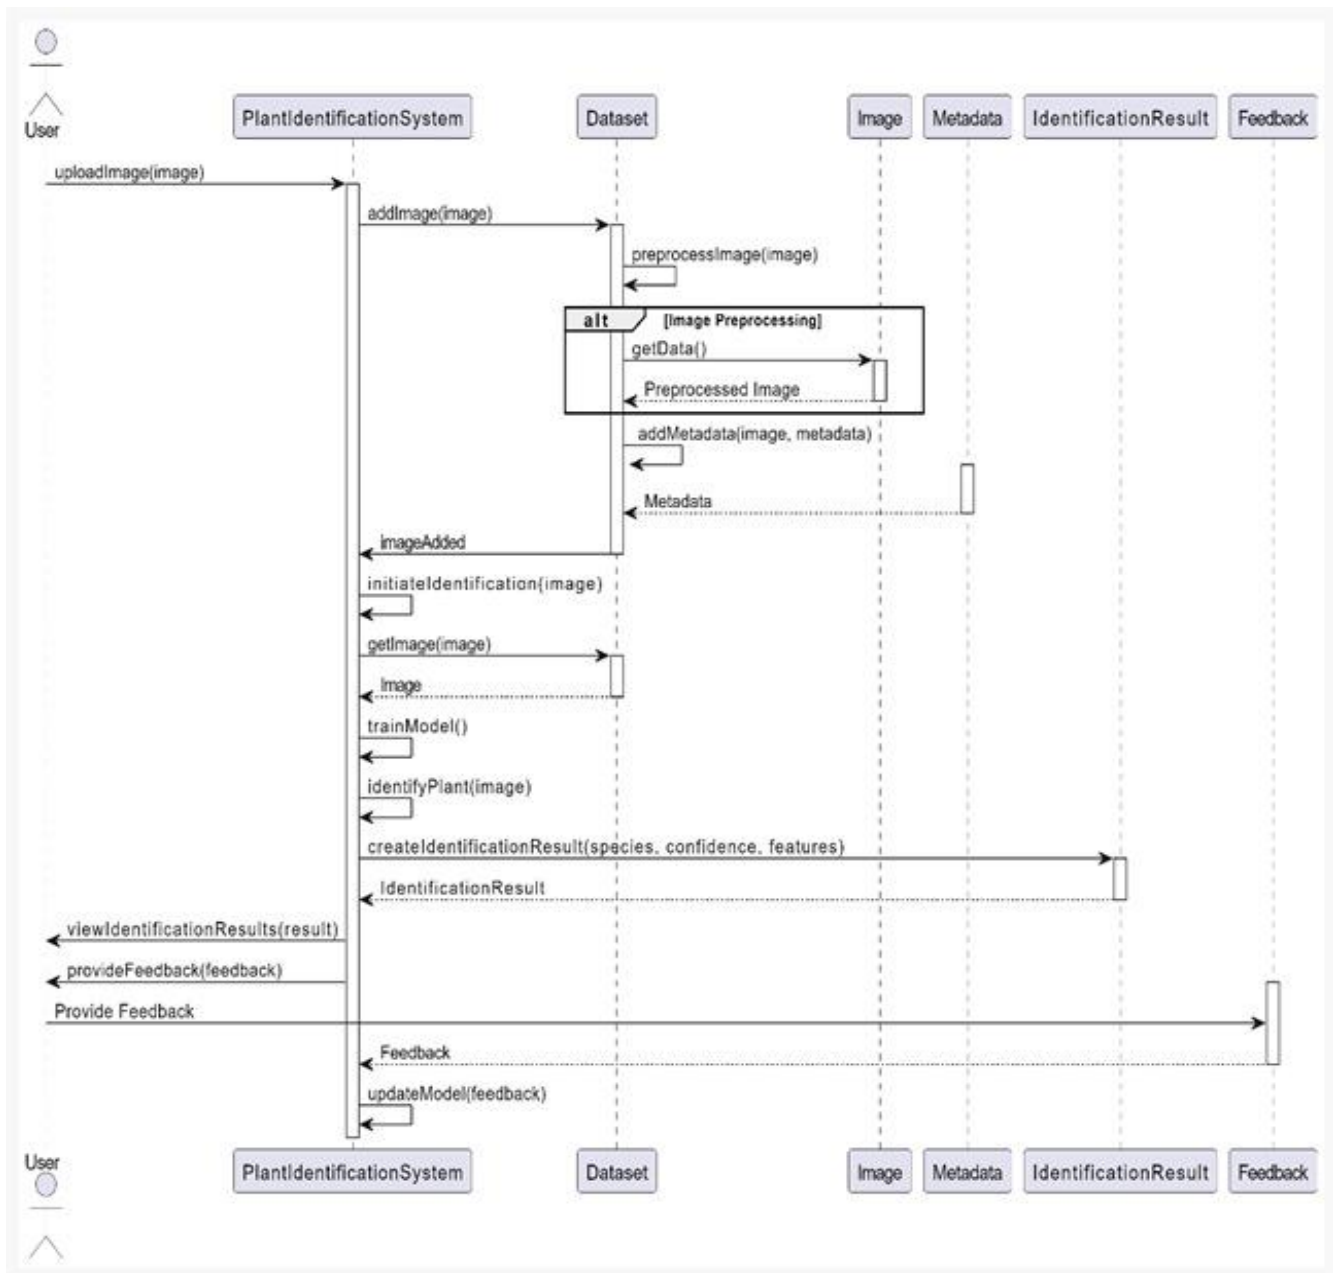 User
PlantIdentificationSystem
Dataset
Image
Metadata
IdentificationResult
Feedback
uploadImage(image)
addImage(image)
preprocessImage(image)
alt
[Image Preprocessing]
getData()
Preprocessed Image
addMetadata(image, metadata)
Metadata
imageAdded
initiateIdentification(image)
getImage(image)
Image
trainModel()
identifyPlant(image)
createIdentificationResult(species, confidence, features)
IdentificationResult
viewIdentificationResults(result)
provideFeedback(feedback)
Provide Feedback
Feedback
updateModel(feedback)
User
PlantIdentificationSystem
Dataset
Image
Metadata
IdentificationResult
Feedback